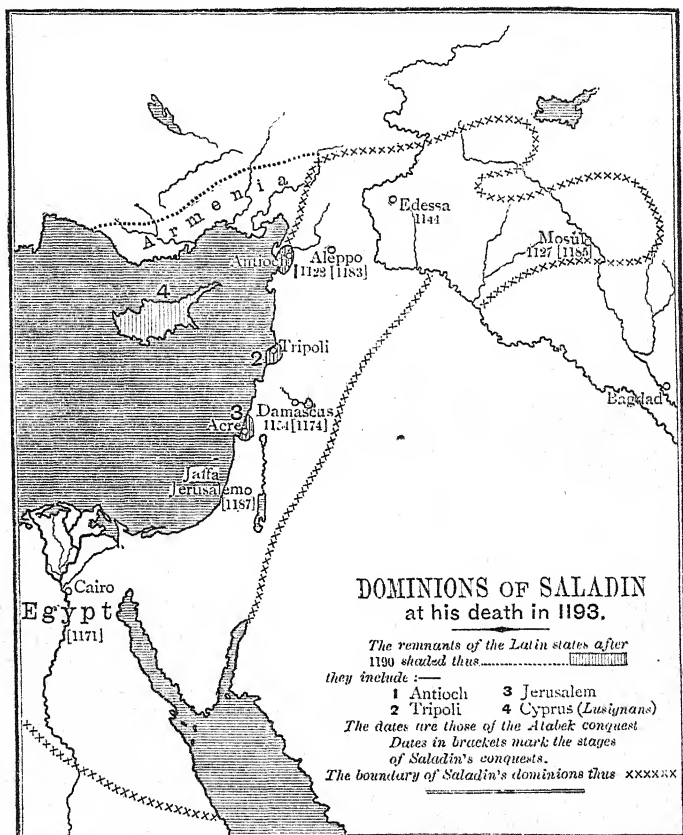 Armenia
Edessa
1144
Antioch
Aleppo
[1183]
Mosul
1127 [1185]
4
2 Tripoli
3
Acre
Damascus
1154 [1174]
Bagdad
Jaffa
Jerusalem
[1187]
Cairo
Egypt
[1171]
DOMINIONS OF SALADIN
at his death in 1193.
The remnants of the Latin states after
1190 shaded thus
they include :—
1 Antioch 3 Jerusalem
2 Tripoli 4 Cyprus (Lusignans)
The dates are those of the Atabek conquest
Dates in brackets mark the stages
of Saladin's conquests.
The boundary of Saladin's dominions thus xxxxxx